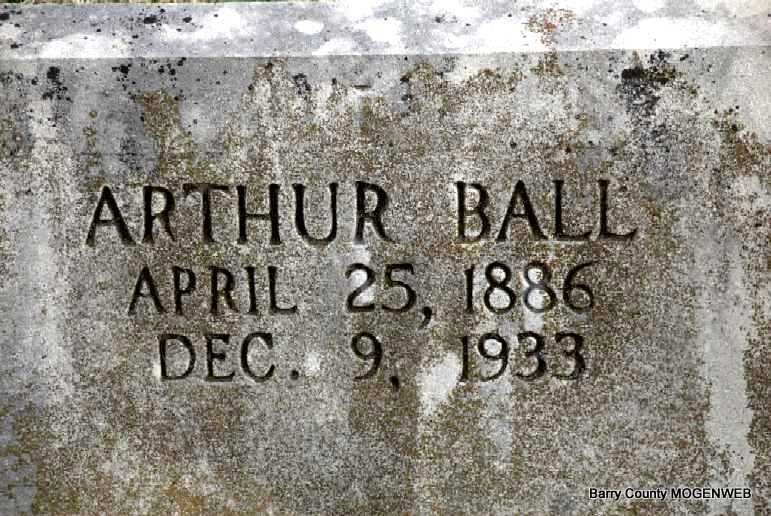 ARTHUR BALL
APRIL 25, 1886
DEC. 9, 1933
Barry County MOGENWEB